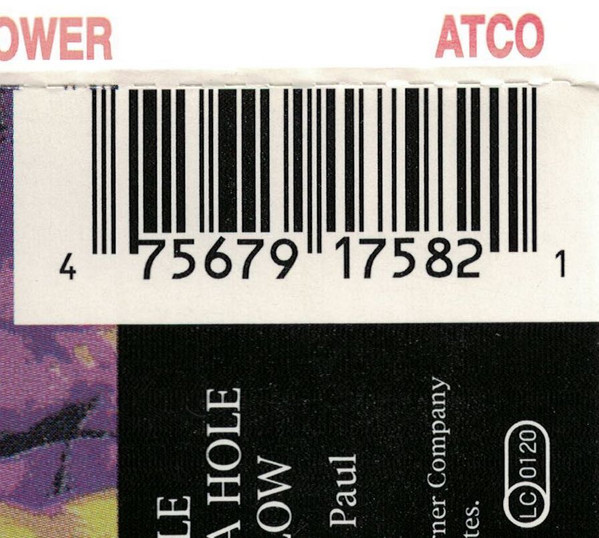 OWER
ATCO
4 75679 17582 1
LE
A HOLE
LOW
Paul
rner Company
tes.
LC 0120